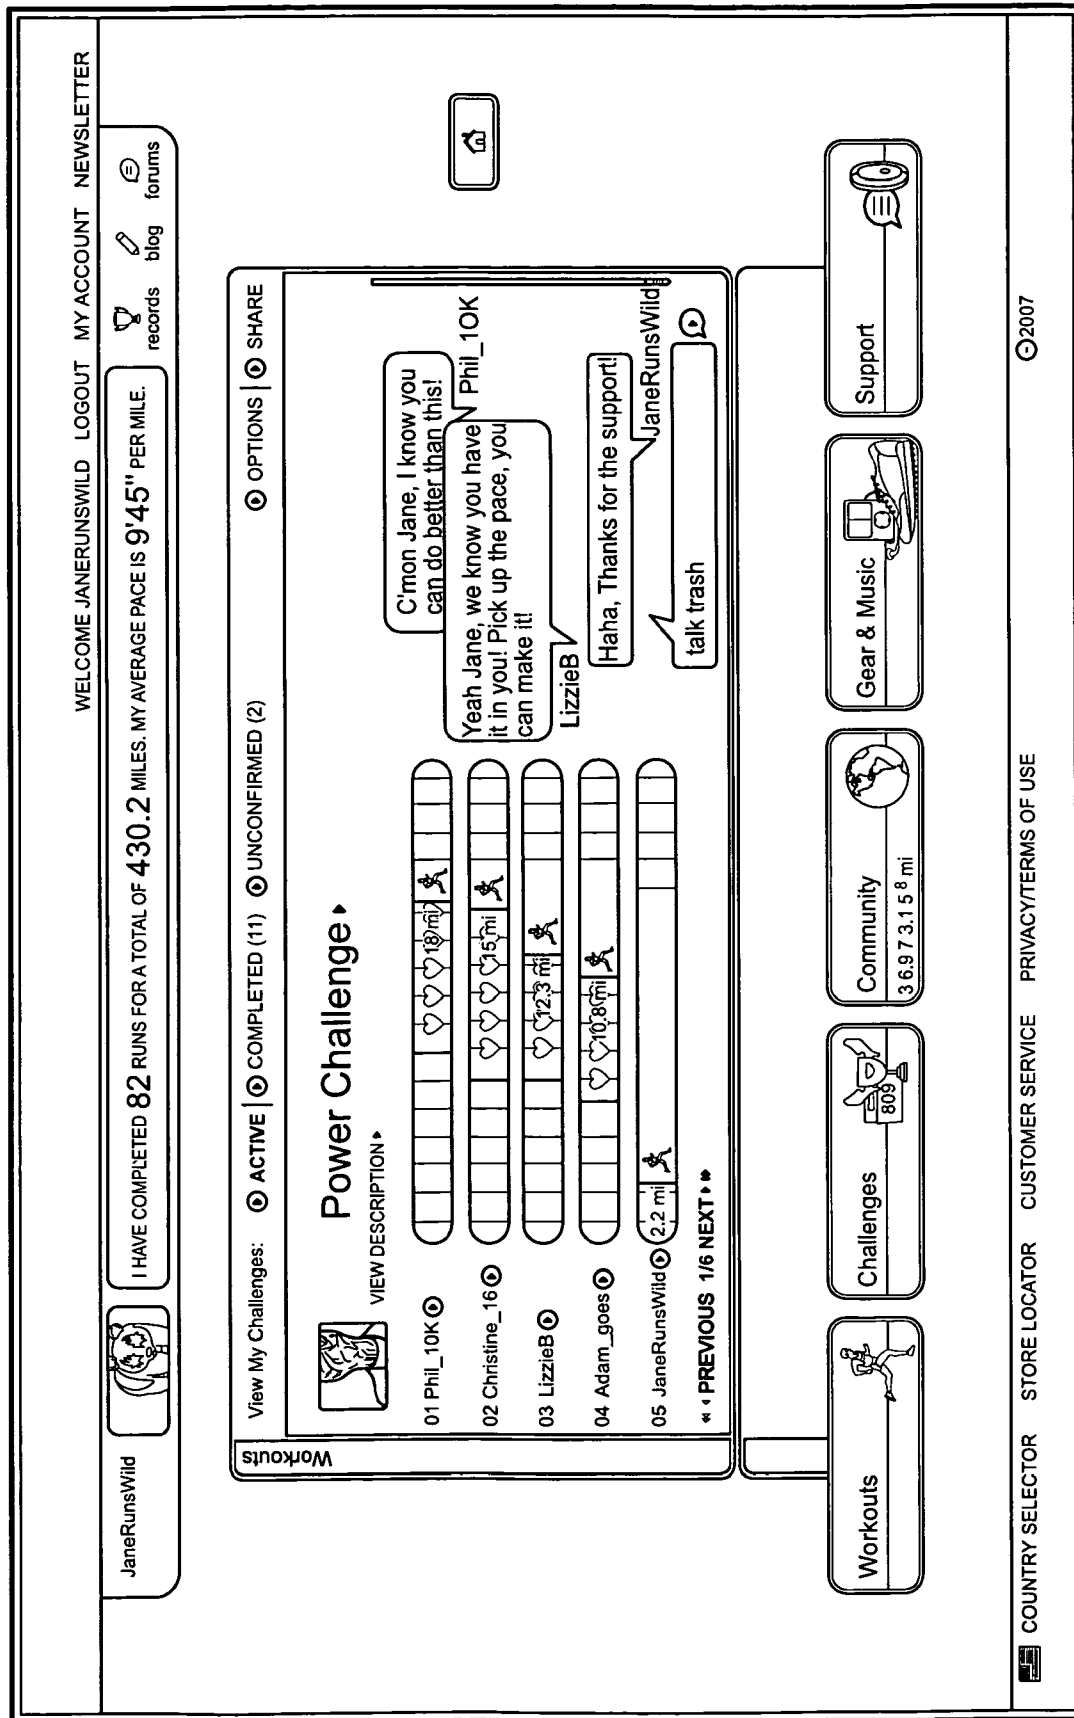 WELCOME JANERUNSWILD LOGOUT MY ACCOUNT NEWSLETTER
JaneRunsWild
I HAVE COMPLETED 82 RUNS FOR A TOTAL OF 430.2 MILES. MY AVERAGE PACE IS 9'45" PER MILE.
records blog forums
View My Challenges: ACTIVE | COMPLETED (11) UNCONFIRMED (2) OPTIONS | SHARE
Workouts
Power Challenge
VIEW DESCRIPTION
01 Phil_10K 18 mi
02 Christine_16 15 mi
03 LizzieB 12.3 mi
04 Adam_goes 10.8 mi
05 JaneRunsWild 2.2 mi
PREVIOUS 1/6 NEXT
C'mon Jane, I know you
can do better than this!
Phil_10K
Yeah Jane, we know you have
it in you! Pick up the pace, you
can make it!
LizzieB
Haha, Thanks for the support!
JaneRunsWild
talk trash
Workouts
Challenges
809
Community
3 6.9 7 3.1 5 8 mi
Gear & Music
Support
COUNTRY SELECTOR STORE LOCATOR CUSTOMER SERVICE PRIVACY/TERMS OF USE
2007